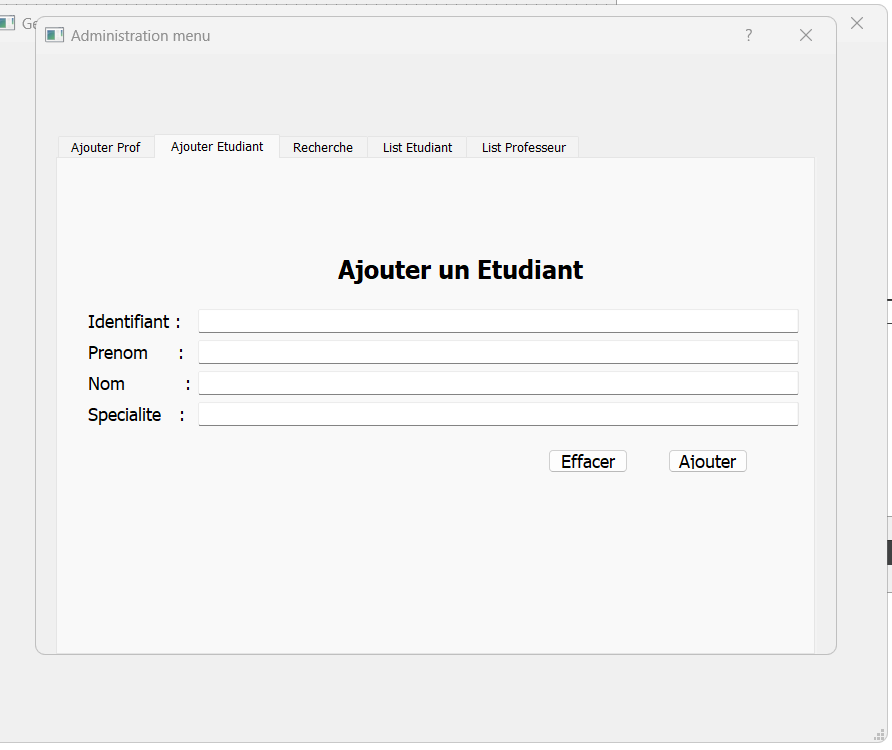 Ge
Administration menu ?
Ajouter Prof Ajouter Etudiant Recherche List Etudiant List Professeur
Ajouter un Etudiant
Identifiant :
Prenom :
Nom :
Specialite :
Effacer Ajouter